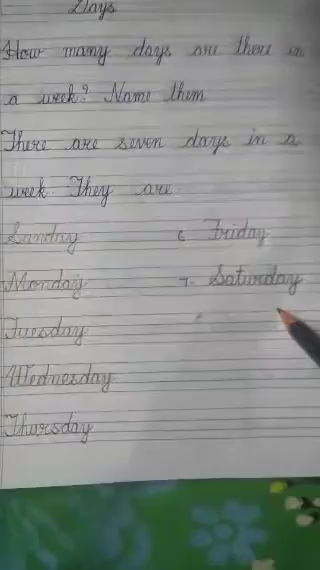 Days
How many days are there in
a week? Name them
There are seven days in a
week They are
Sunday
Monday
Tuesday
Wednesday
Thursday
6 Friday
7. Saturday